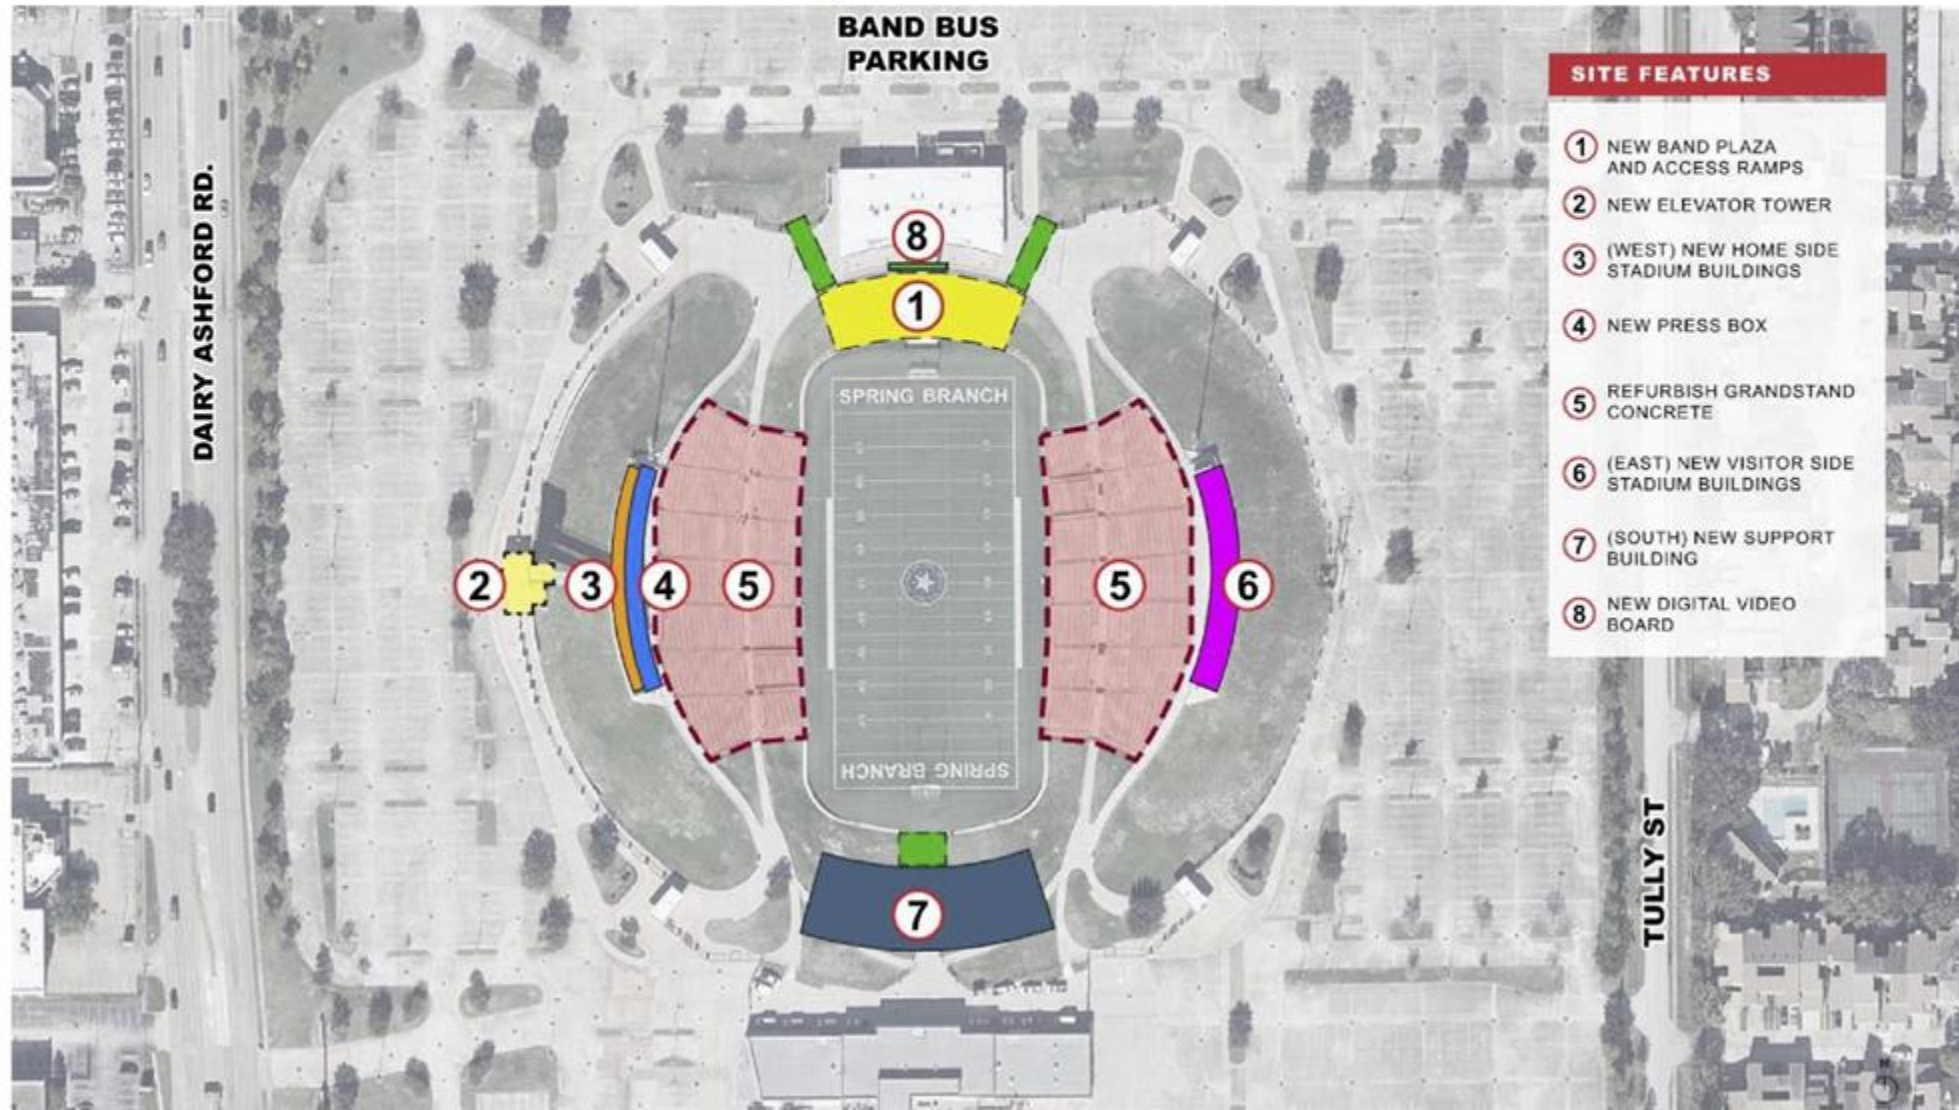 BAND BUS
PARKING
DAIRY ASHFORD RD.
SITE FEATURES
1 NEW BAND PLAZA
AND ACCESS RAMPS
2 NEW ELEVATOR TOWER
3 (WEST) NEW HOME SIDE
STADIUM BUILDINGS
4 NEW PRESS BOX
5 REFURBISH GRANDSTAND
CONCRETE
6 (EAST) NEW VISITOR SIDE
STADIUM BUILDINGS
7 (SOUTH) NEW SUPPORT
BUILDING
8 NEW DIGITAL VIDEO
BOARD
8
1
SPRING BRANCH
2
3
4
5
5
6
SPRING BRANCH
7
TULLY ST